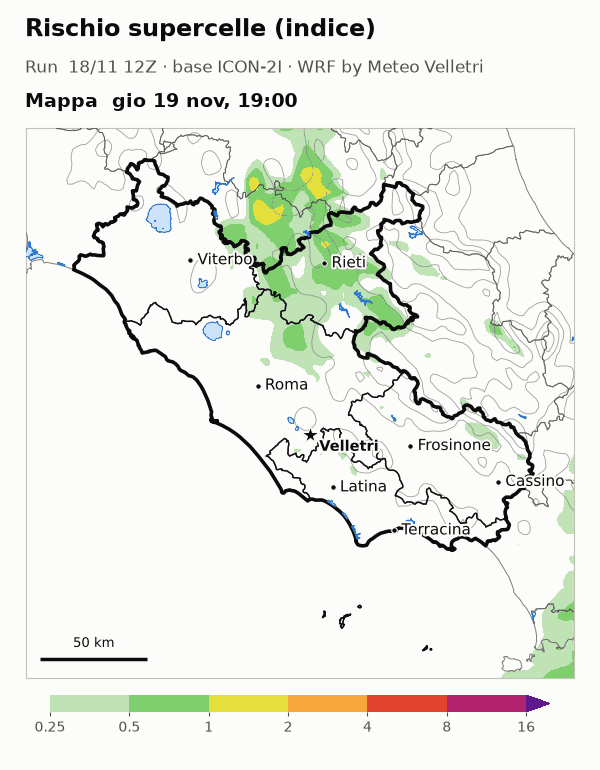 Rischio supercelle (indice)
Run  18/11 12Z · base ICON-2I · WRF by Meteo Velletri
Mappa  gio 19 nov, 19:00
Viterbo
Rieti
Roma
Velletri
Frosinone
Latina
Cassino
Terracina
50 km
0.25
0.5
1
2
4
8
16